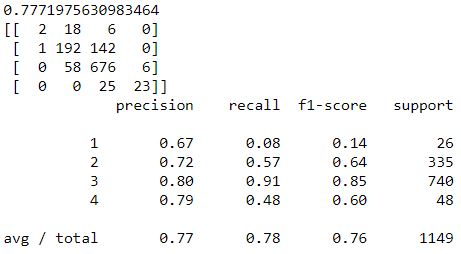 0.7771975630983464
[[  2  18   6   0]
 [  1 192 142   0]
 [  0  58 676   6]
 [  0   0  25  23]]
             precision    recall  f1-score   support

          1       0.67      0.08      0.14        26
          2       0.72      0.57      0.64       335
          3       0.80      0.91      0.85       740
          4       0.79      0.48      0.60        48

avg / total       0.77      0.78      0.76      1149